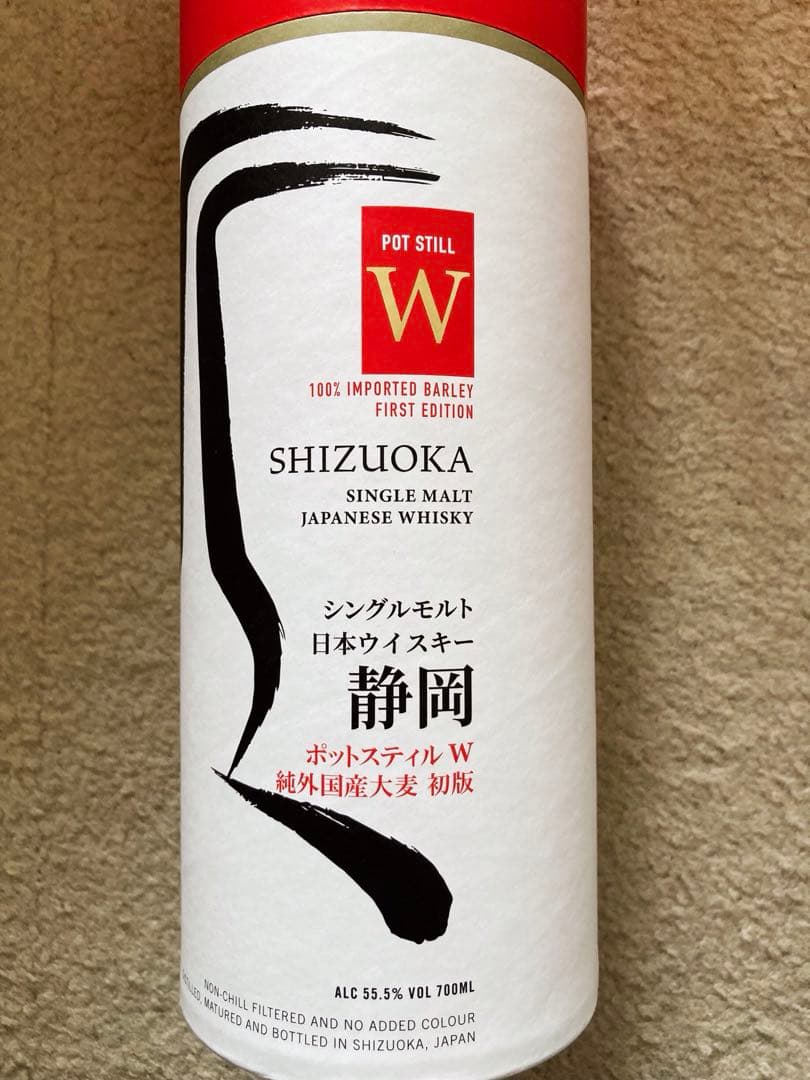 POT STILL
W
100% IMPORTED BARLEY
FIRST EDITION
SHIZUOKA
SINGLE MALT
JAPANESE WHISKY
シングルモルト
日本ウイスキー
静岡
ポットスティル W
純外国産大麦 初版
ALC 55.5% VOL 700ML
NON-CHILL FILTERED AND NO ADDED COLOUR
MATURED AND BOTTLED IN SHIZUOKA, JAPAN